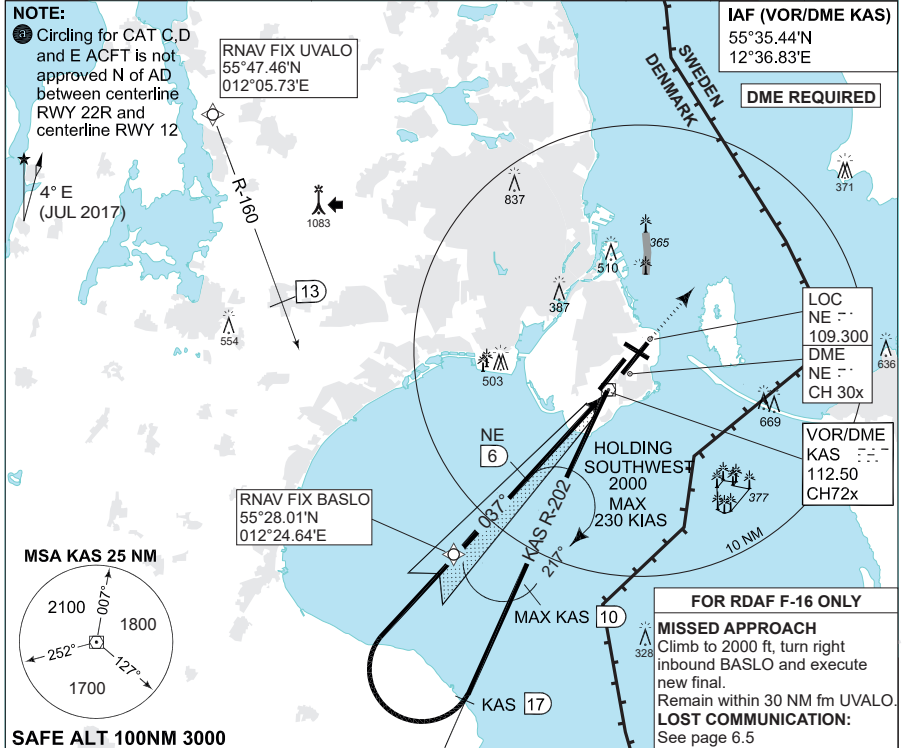 NOTE:
a Circling for CAT C,D
and E ACFT is not
approved N of AD
between centerline
RWY 22R and
centerline RWY 12
4° E
(JUL 2017)
RNAV FIX UVALO
55°47.46'N
012°05.73'E
R-160
13
1083
554
837
510
365
387
503
IAF (VOR/DME KAS)
55°35.44'N
12°36.83'E
DME REQUIRED
SWEDEN
DENMARK
371
LOC
NE
109.300
DME
NE
CH 30x
636
669
VOR/DME
KAS
112.50
CH72x
377
10 NM
NE
6
HOLDING
SOUTHWEST
2000
MAX
230 KIAS
037°
KAS R-202
217°
RNAV FIX BASLO
55°28.01'N
012°24.64'E
MAX KAS 10
KAS 17
328
MSA KAS 25 NM
2100
007°
1800
252°
127°
1700
SAFE ALT 100NM 3000
FOR RDAF F-16 ONLY
MISSED APPROACH
Climb to 2000 ft, turn right
inbound BASLO and execute
new final.
Remain within 30 NM fm UVALO.
LOST COMMUNICATION:
See page 6.5